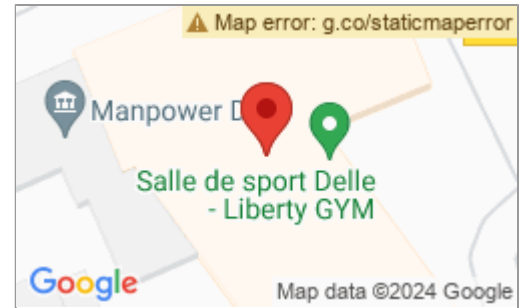 Map error: g.co/staticmaperror
Manpower D
Salle de sport Delle
- Liberty GYM
Google
Map data ©2024 Google